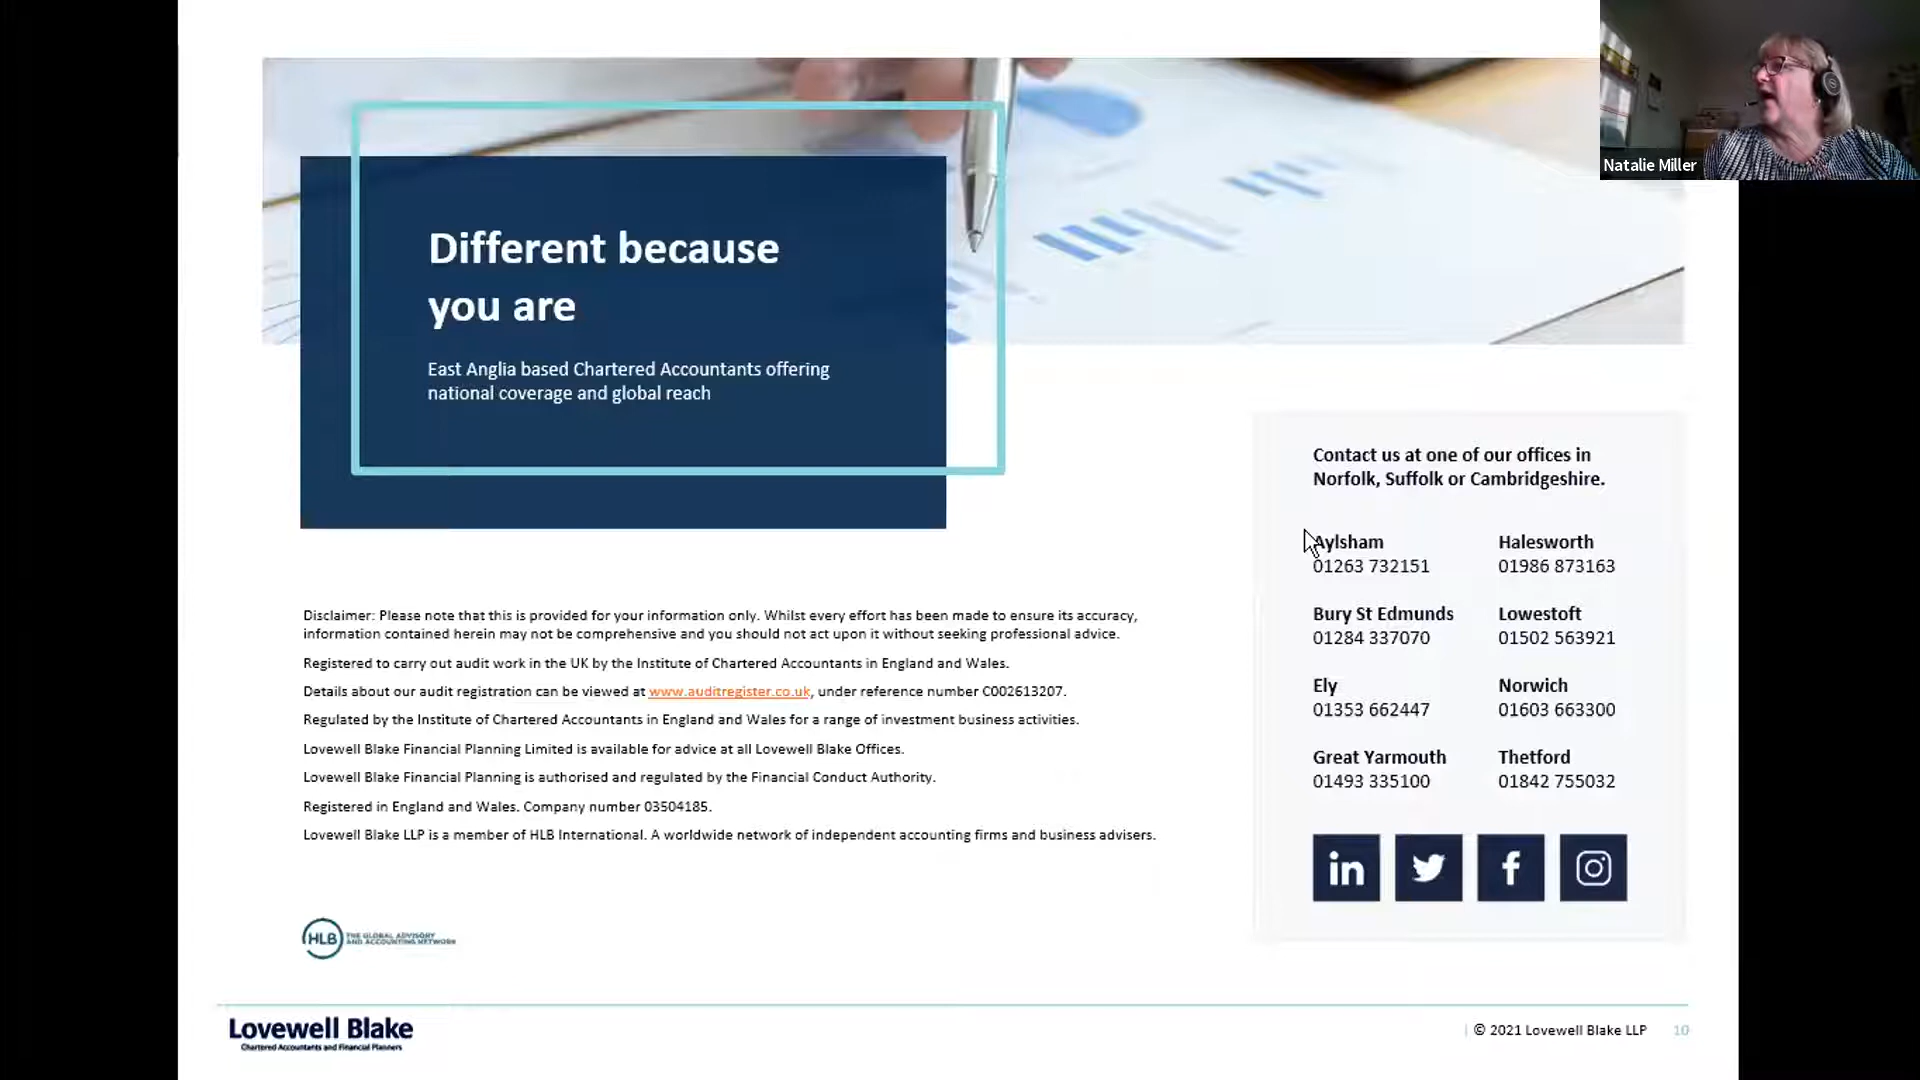 Natalie Miller
Different because
you are
East Anglia based Chartered Accountants offering
national coverage and global reach
Contact us at one of our offices in
Norfolk, Suffolk or Cambridgeshire.
Aylsham
01263 732151
Halesworth
01986 873163
Bury St Edmunds
01284 337070
Lowestoft
01502 563921
Ely
01353 662447
Norwich
01603 663300
Great Yarmouth
01493 335100
Thetford
01842 755032
Disclaimer: Please note that this is provided for your information only. Whilst every effort has been made to ensure its accuracy,
information contained herein may not be comprehensive and you should not act upon it without seeking professional advice.
Registered to carry out audit work in the UK by the Institute of Chartered Accountants in England and Wales.
Details about our audit registration can be viewed at www.auditregister.co.uk, under reference number C002613207.
Regulated by the Institute of Chartered Accountants in England and Wales for a range of investment business activities.
Lovewell Blake Financial Planning Limited is available for advice at all Lovewell Blake Offices.
Lovewell Blake Financial Planning is authorised and regulated by the Financial Conduct Authority.
Registered in England and Wales. Company number 03504185.
Lovewell Blake LLP is a member of HLB International. A worldwide network of independent accounting firms and business advisers.
in
f
HLB
THE GLOBAL ADVISORY
AND ACCOUNTING NETWORK
Lovewell Blake
Chartered Accountants and Financial Planners
© 2021 Lovewell Blake LLP
10